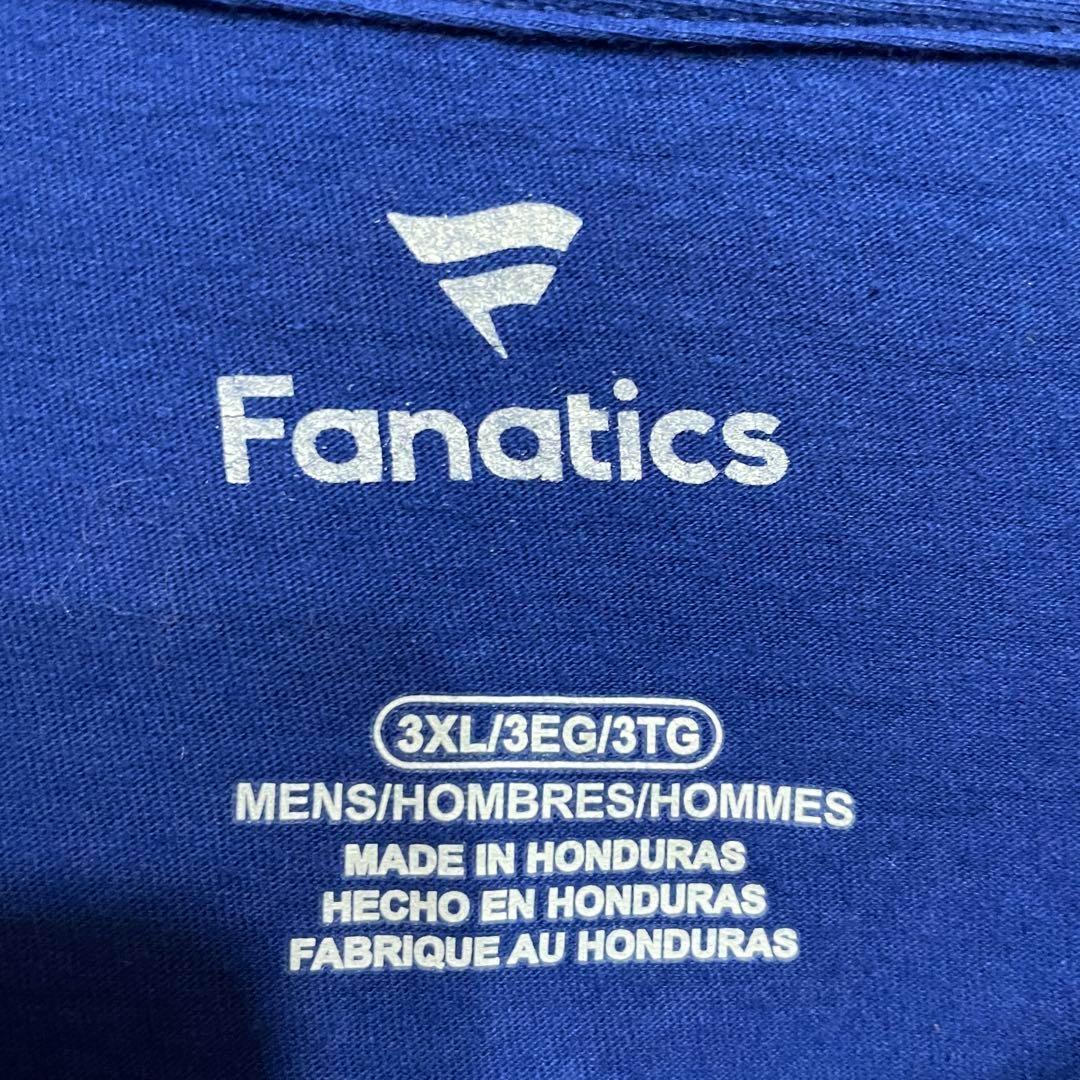 Fanatics
3XL/3EG/3TG
MENS/HOMBRES/HOMMES
MADE IN HONDURAS
HECHO EN HONDURAS
FABRIQUE AU HONDURAS